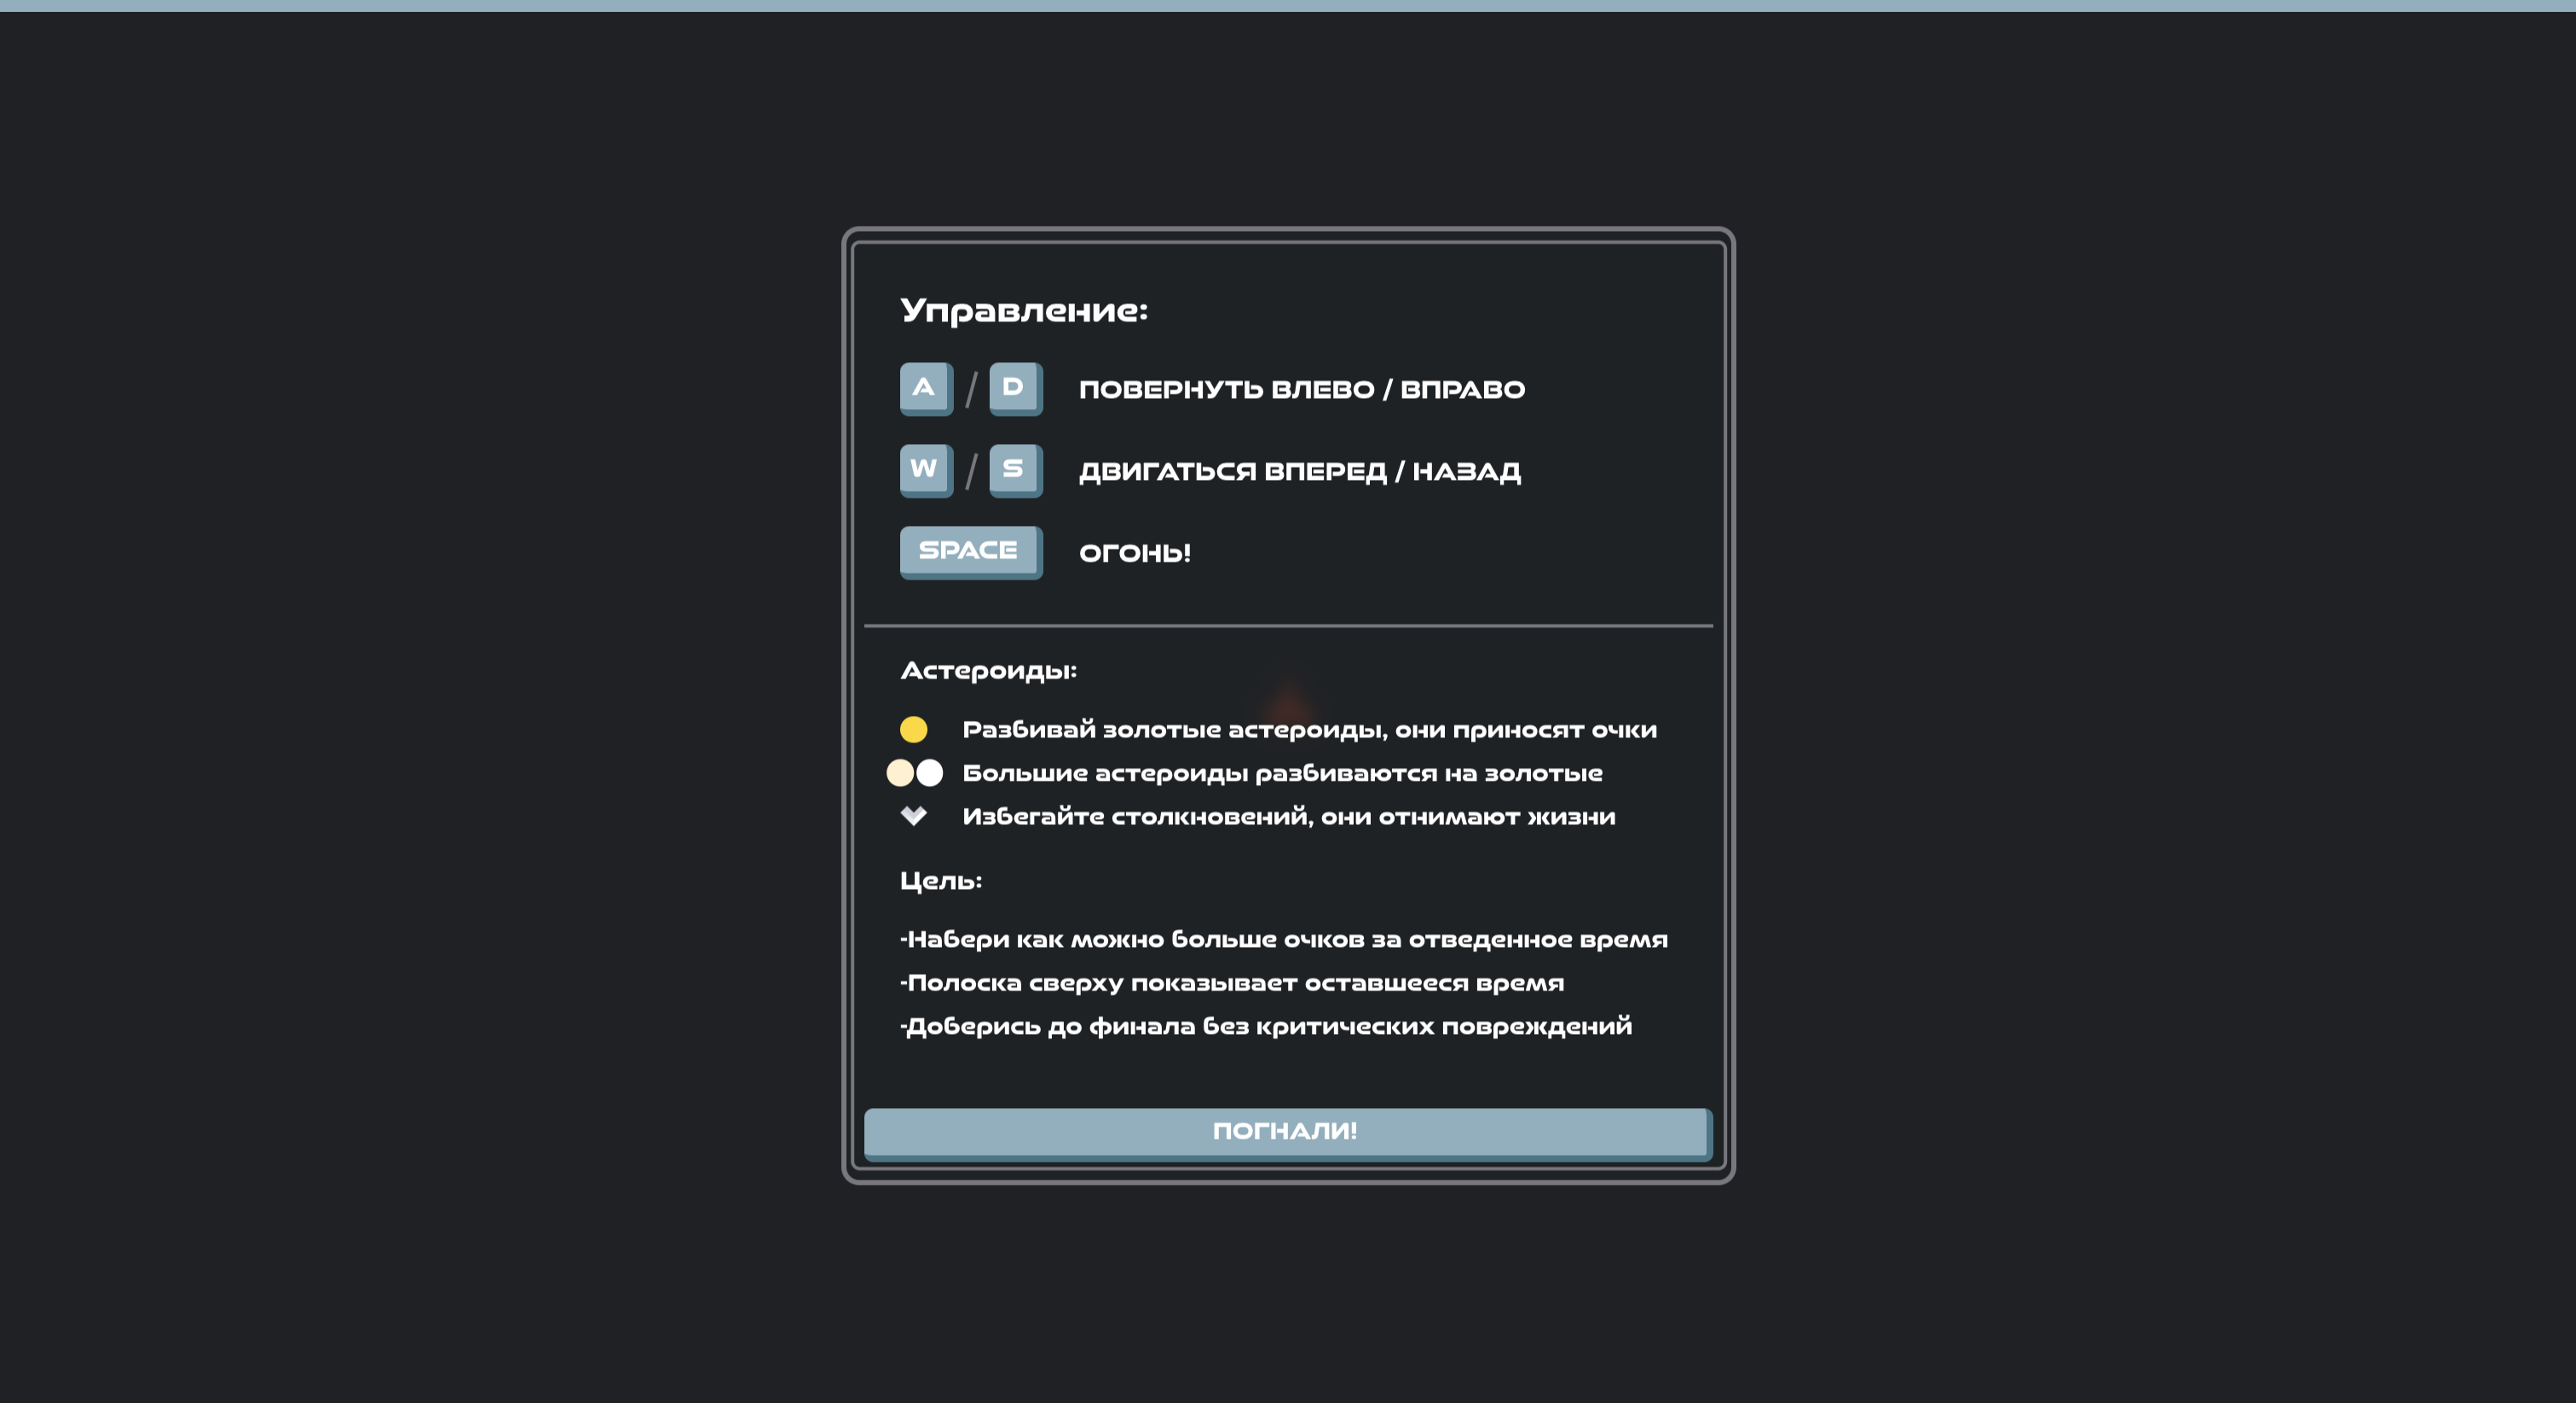 Управление:
A / D ПОВЕРНУТЬ ВЛЕВО / ВПРАВО
W / S ДВИГАТЬСЯ ВПЕРЕД / НАЗАД
SPACE ОГОНЬ!
Астероиды:
Разбивай золотые астероиды, они приносят очки
Большие астероиды разбиваются на золотые
Избегайте столкновений, они отнимают жизни
Цель:
-Набери как можно больше очков за отведенное время
-Полоска сверху показывает оставшееся время
-Доберись до финала без критических повреждений
ПОГНАЛИ!